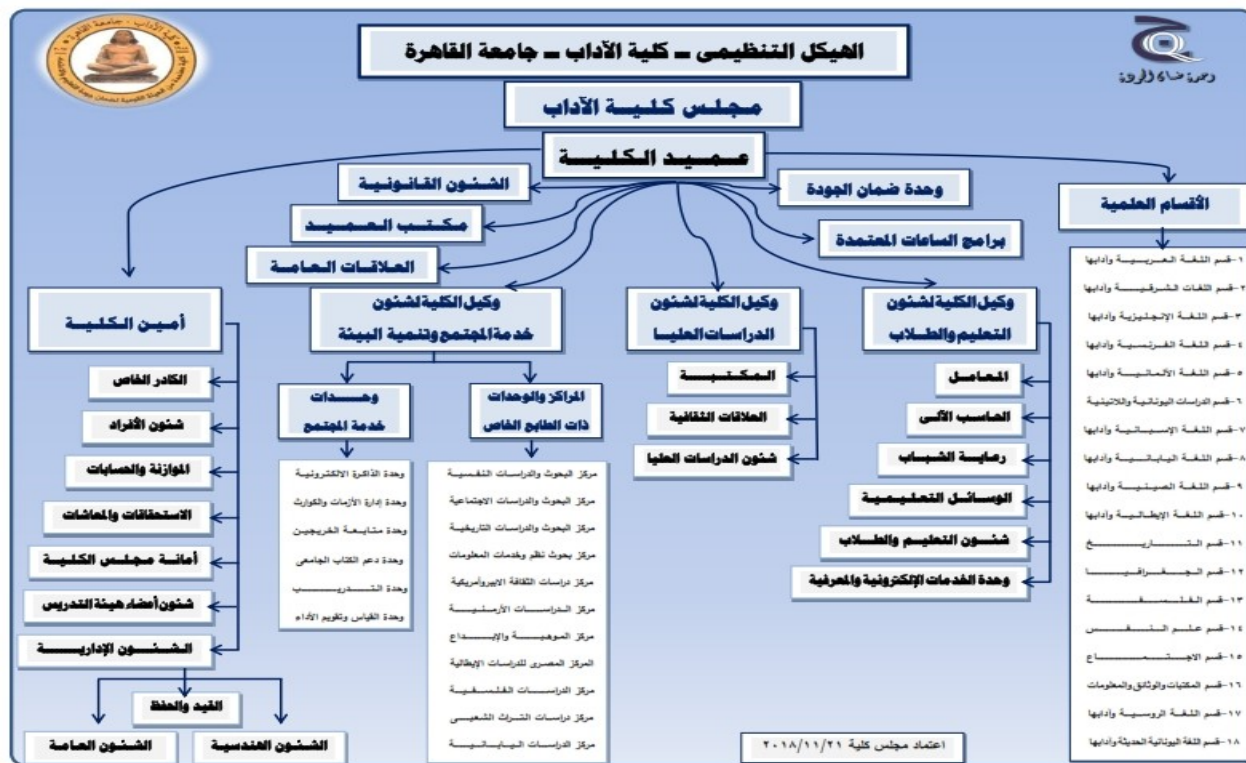 الهيكل التنظيمى – كلية الآداب – جامعة القاهرة
وحدة ضمان الجودة
مجلس كلية الآداب
عميد الكلية
الشئون القانونية
وحدة ضمان الجودة
مكتب العميد
برامج الساعات المعتمدة
العلاقات العامة
الأقسام العلمية
١-قسم اللغة العربية وآدابها
٢-قسم اللغات الشرقية وآدابها
٣-قسم اللغة الإنجليزية وآدابها
٤-قسم اللغة الفرنسية وآدابها
٥-قسم اللغة الألمانية وآدابها
٦-قسم الدراسات اليونانية واللاتينية
٧-قسم اللغة الإسبانية وآدابها
٨-قسم اللغة اليابانية وآدابها
٩-قسم اللغة الصينية وآدابها
١٠-قسم اللغة الإيطالية وآدابها
١١-قسم التاريخ
١٢-قسم الجغرافيا
١٣-قسم الفلسفة
١٤-قسم علم النفس
١٥-قسم الاجتماع
١٦-قسم المكتبات والوثائق والمعلومات
١٧-قسم اللغة الروسية وآدابها
١٨-قسم اللغة اليونانية الحديثة وآدابها
وكيل الكلية لشئون
التعليم والطلاب
المعامل
الحاسب الآلى
رعاية الشباب
الوسائل التعليمية
شئون التعليم والطلاب
وحدة الخدمات الإلكترونية والمعرفية
وكيل الكلية لشئون
الدراسات العليا
المكتبة
العلاقات الثقافية
شئون الدراسات العليا
وكيل الكلية لشئون
خدمة المجتمع وتنمية البيئة
المراكز والوحدات
ذات الطابع الخاص
مركز البحوث والدراسات النفسية
مركز البحوث والدراسات الاجتماعية
مركز البحوث والدراسات التاريخية
مركز بحوث نظم وخدمات المعلومات
مركز دراسات الثقافة الايبروأمريكية
مركز الدراسات الأرمنية
مركز الموهبة والإبداع
المركز المصرى للدراسات الإيطالية
مركز الدراسات الفلسفية
مركز دراسات التراث الشعبى
مركز الدراسات اليابانية
وحدات
خدمة المجتمع
وحدة الذاكرة الالكترونية
وحدة إدارة الأزمات والكوارث
وحدة متابعة الخريجين
وحدة دعم الكتاب الجامعى
وحدة التدريب
وحدة القياس وتقويم الأداء
أمين الكلية
الكادر الخاص
شئون الأفراد
الموازنة والحسابات
الاستحقاقات والمعاشات
أمانة مجلس الكلية
شئون أعضاء هيئة التدريس
الشئون الإدارية
القيد والحفظ
الشئون الهندسية
الشئون العامة
اعتماد مجلس كلية ٢٠١٨/١١/٢١